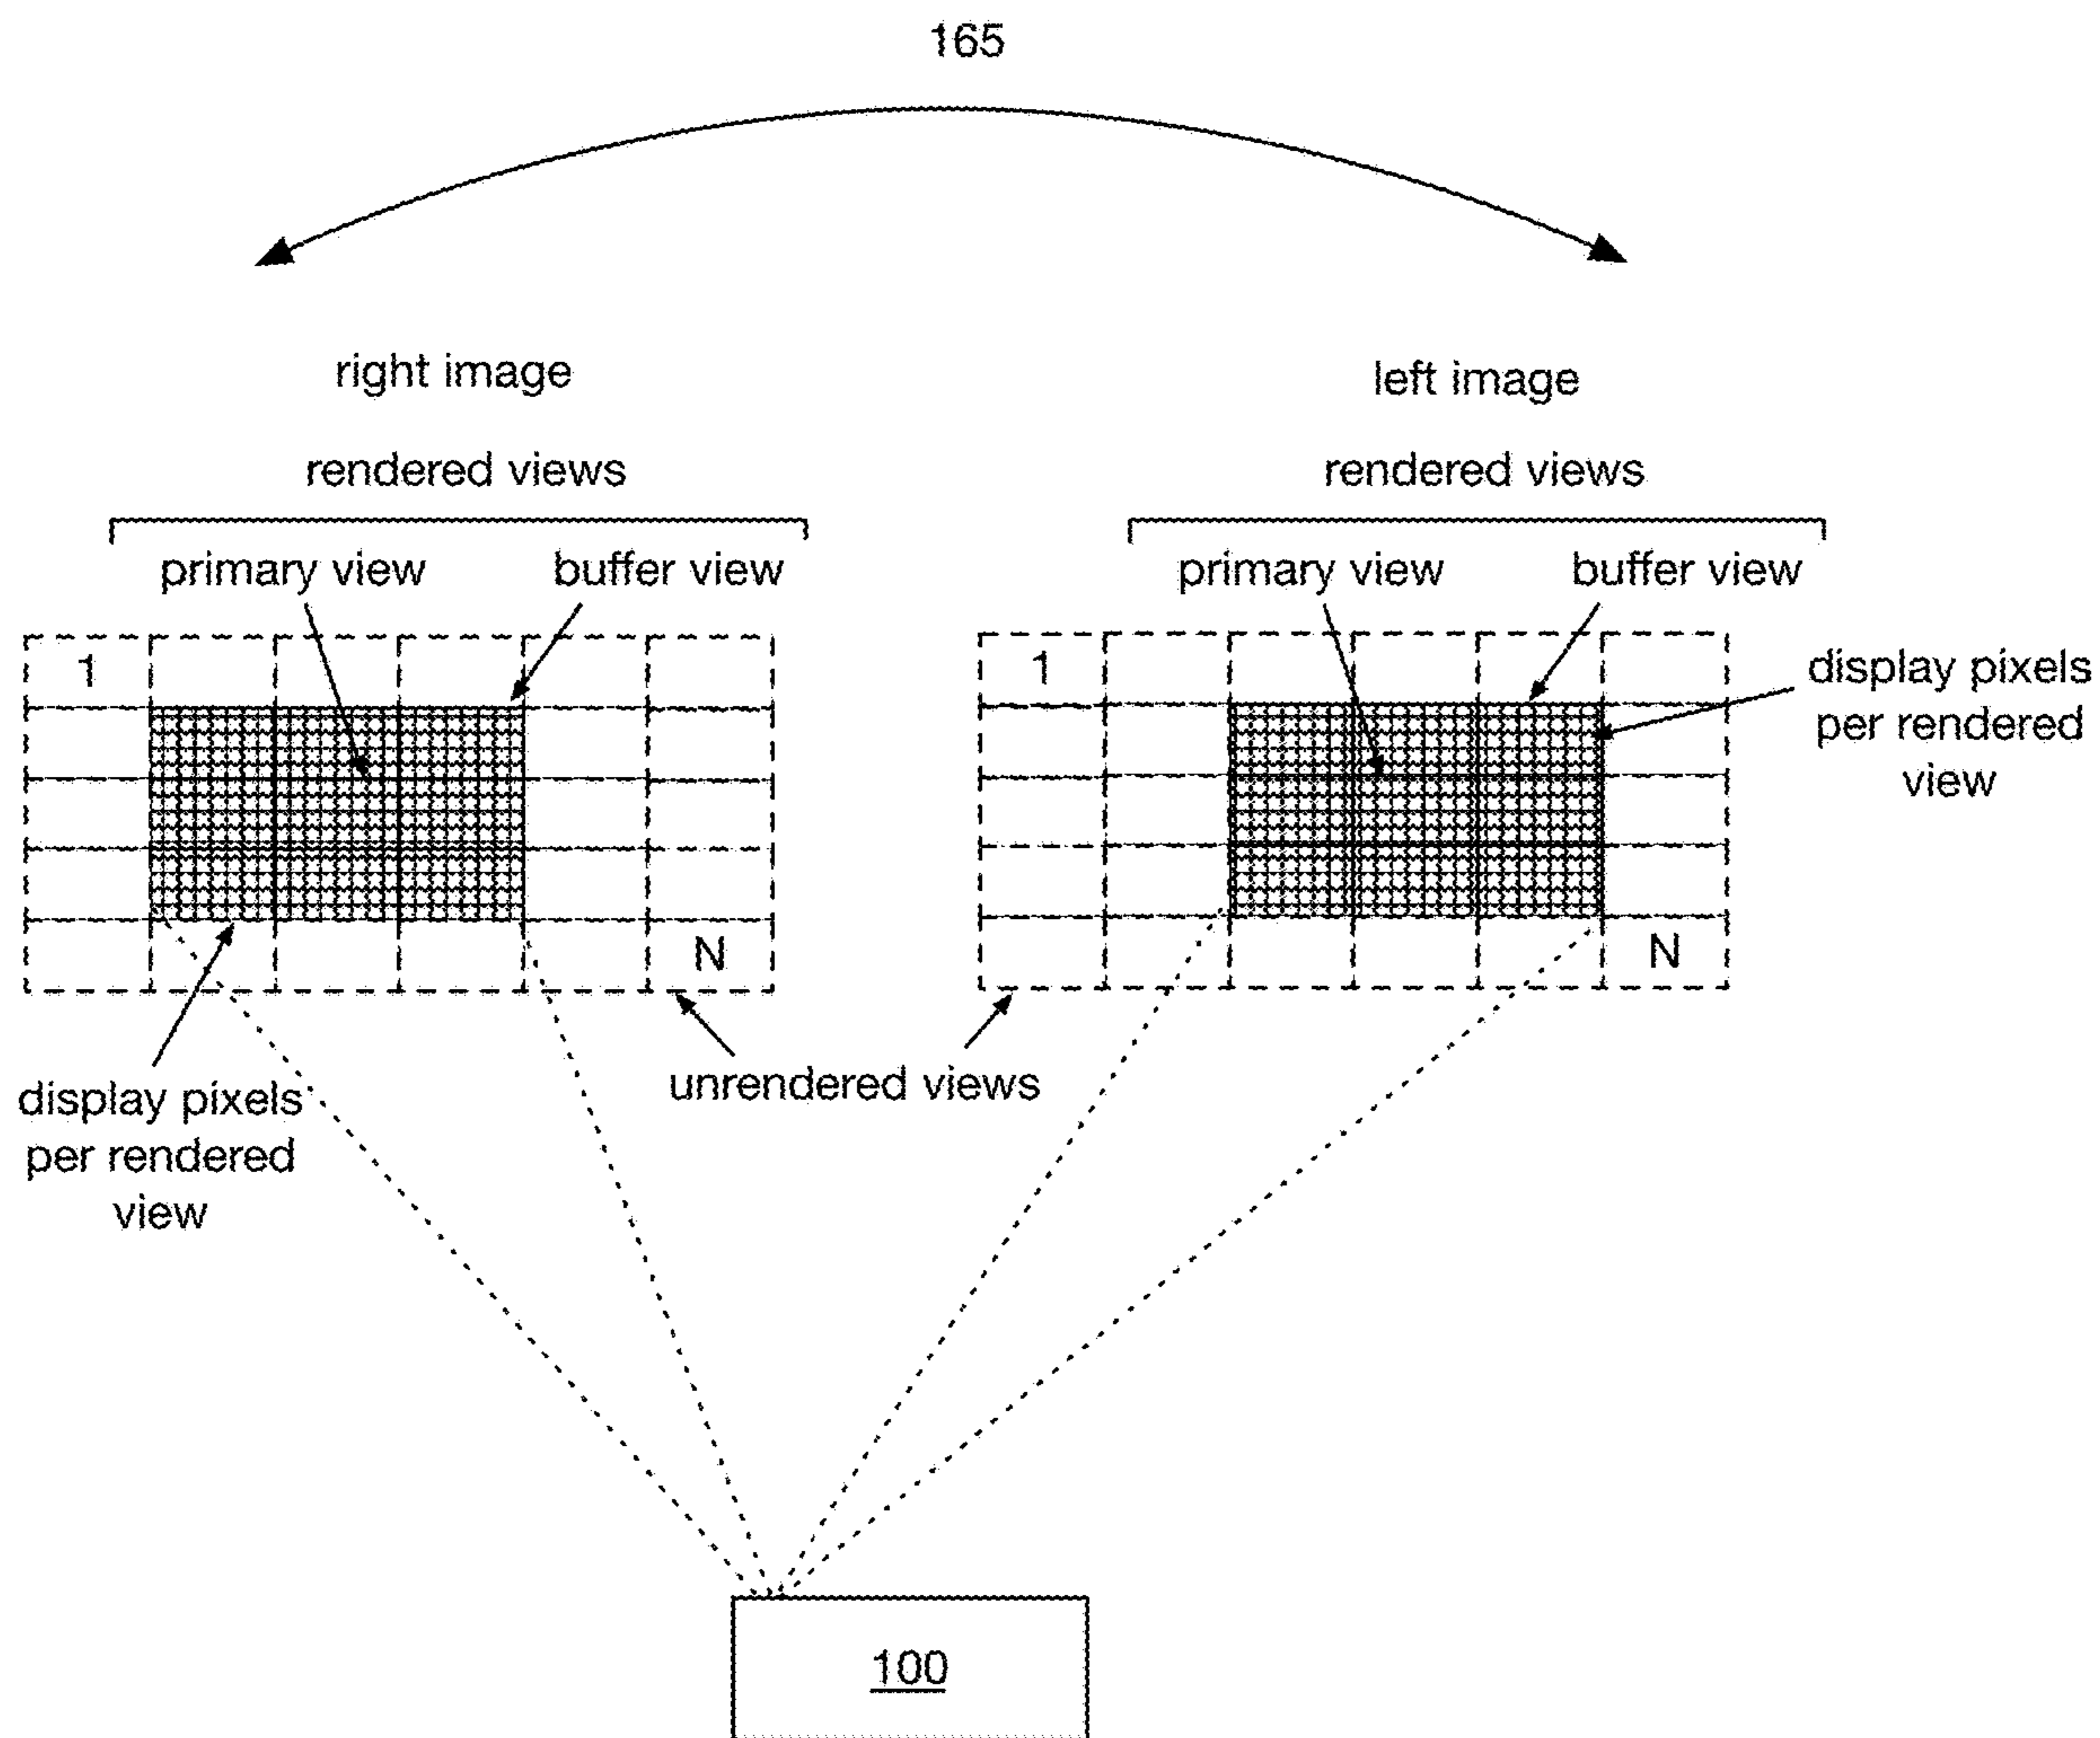 165
right image
left image
rendered views
rendered views
primary view
buffer view
primary view
buffer view
1
1
display pixels
per rendered
view
N
N
unrendered views
display pixels
per rendered
view
100